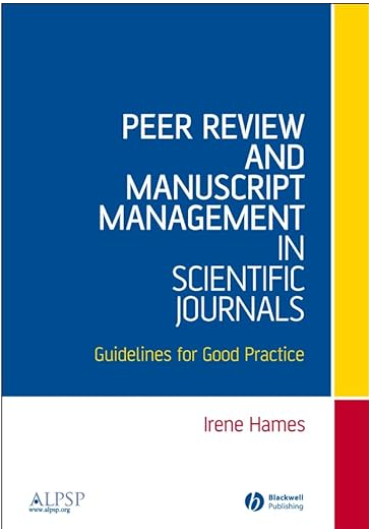 PEER REVIEW
AND
MANUSCRIPT
MANAGEMENT
IN
SCIENTIFIC
JOURNALS
Guidelines for Good Practice
Irene Hames
ALPSP
www.alpsp.org
Blackwell
Publishing